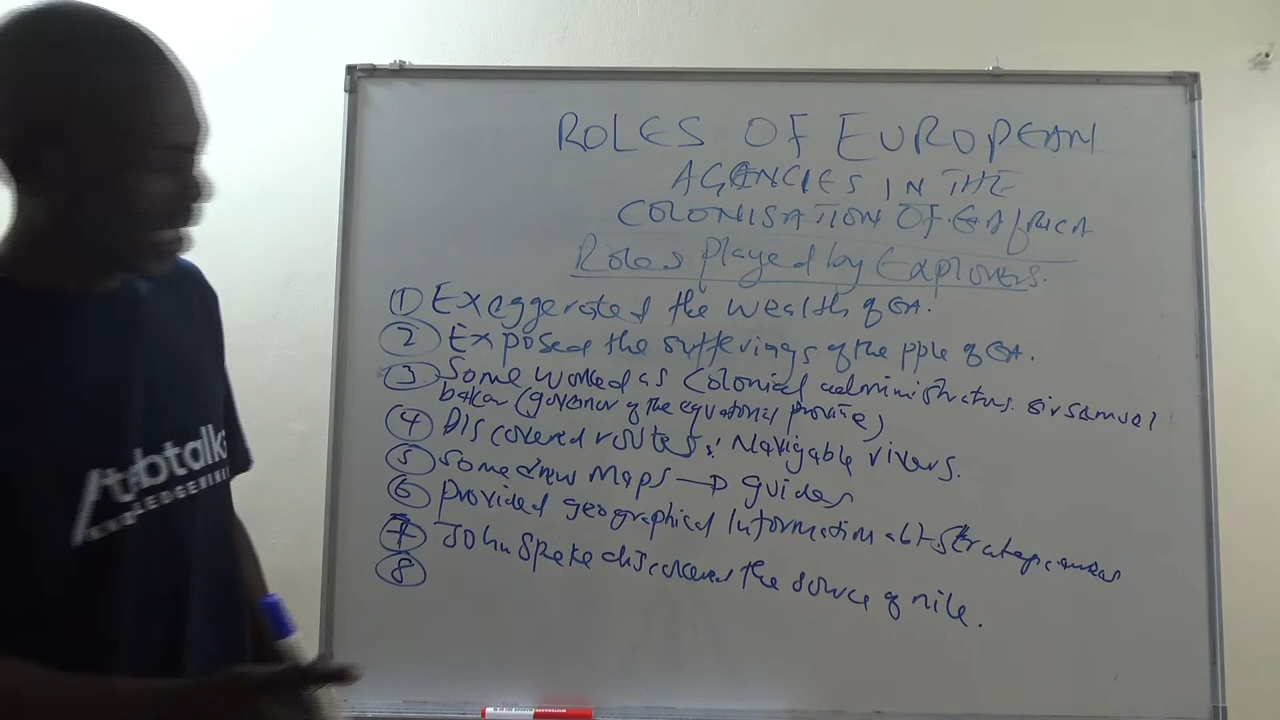 ROLES OF EUROPEAN
AGENCIES IN THE
COLONISATION OF E.AFRICA
Roles played by Explorers.
① Exaggerated the wealth of EA.
② Exposed the sufferings of the pple of EA.
③ Some worked as colonial administrators. Sir Samuel
baker (governor of the equatorial province)
④ Discovered routes: Navigable rivers.
⑤ Some drew maps → guides
⑥ provided geographical information abt strategic areas
⑦ John Speke discovered the source of nile.
⑧